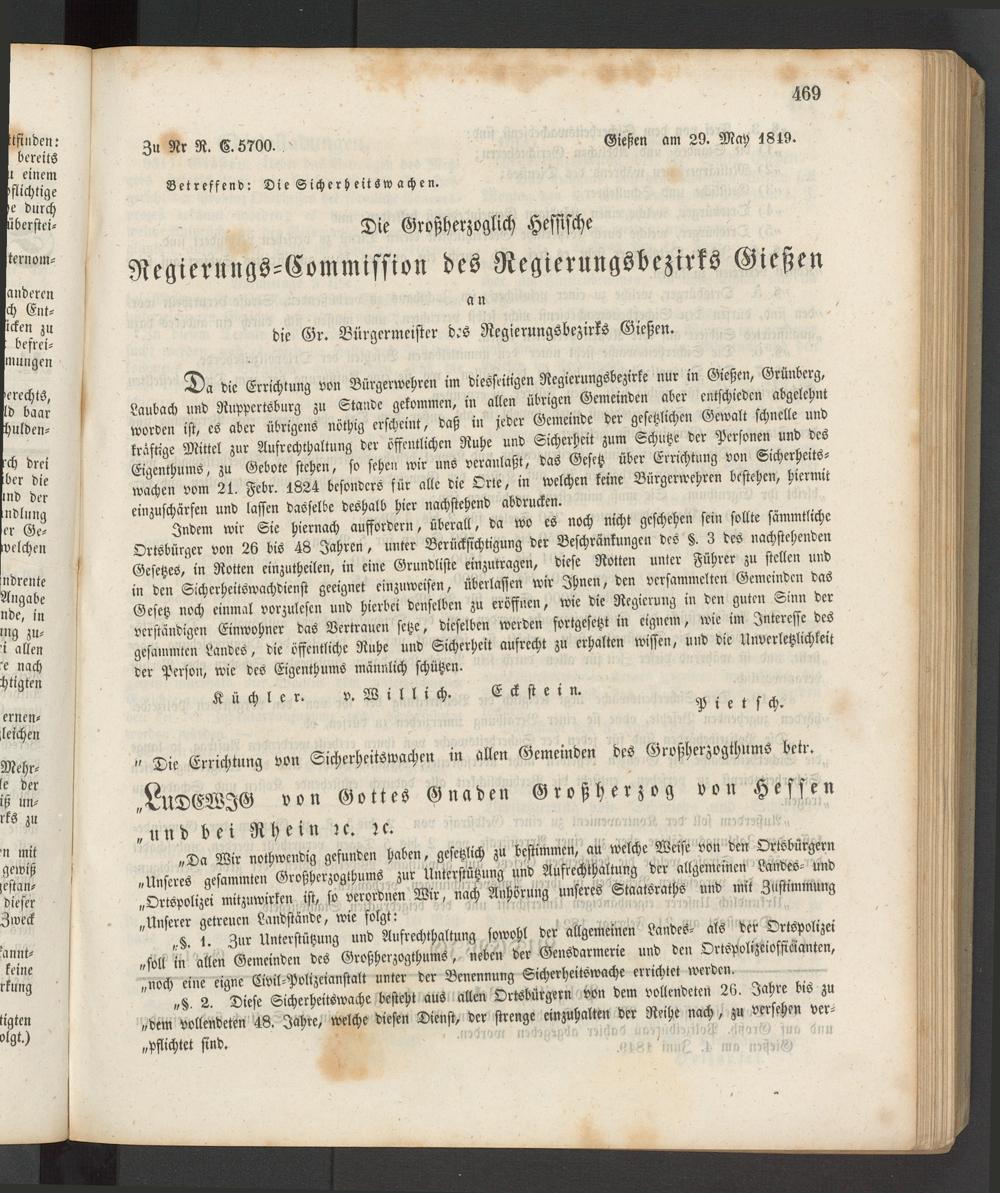 469
Zu Nr R. C. 5700. Gießen am 29. May 1849.
Betreffend: Die Sicherheitswachen.
Die Großherzoglich Hessische
Regierungs-Commission des Regierungsbezirks Gießen
an
die Gr. Bürgermeister des Regierungsbezirks Gießen.
Da die Errichtung von Bürgerwehren im diesseitigen Regierungsbezirke nur in Gießen, Grünberg,
Laubach und Ruppertsburg zu Stande gekommen, in allen übrigen Gemeinden aber entschieden abgelehnt
worden ist, es aber übrigens nöthig erscheint, daß in jeder Gemeinde der gesetzlichen Gewalt schnelle und
kräftige Mittel zur Aufrechthaltung der öffentlichen Ruhe und Sicherheit zum Schutze der Personen und des
Eigenthums, zu Gebote stehen, so sehen wir uns veranlaßt, das Gesetz über Errichtung von Sicherheits-
wachen vom 21. Febr. 1824 besonders für alle die Orte, in welchen keine Bürgerwehren bestehen, hiermit
einzuschärfen und lassen dasselbe deshalb hier nachstehend abdrucken.
Indem wir Sie hiernach auffordern, überall, da wo es noch nicht geschehen sein sollte sämmtliche
Ortsbürger von 26 bis 48 Jahren, unter Berücksichtigung der Beschränkungen des §. 3 des nachstehenden
Gesetzes, in Rotten einzutheilen, in eine Grundliste einzutragen, diese Rotten unter Führer zu stellen und
in den Sicherheitswachdienst geeignet einzuweisen, überlassen wir Ihnen, den versammelten Gemeinden das
Gesetz noch einmal vorzulesen und hierbei denselben zu eröffnen, wie die Regierung in den guten Sinn der
verständigen Einwohner das Vertrauen setze, dieselben werden fortgesetzt in eignem, wie im Interesse des
gesammten Landes, die öffentliche Ruhe und Sicherheit aufrecht zu erhalten wissen, und die Unverletzlichkeit
der Person, wie des Eigenthums männlich schützen.
Küchler. v. Willich. Eckstein.
Pietsch.
„ Die Errichtung von Sicherheitswachen in allen Gemeinden des Großherzogthums betr.
„LUDEWIG von Gottes Gnaden Großherzog von Hessen
„und bei Rhein ꝛc. ꝛc.
„Da Wir nothwendig gefunden haben, gesetzlich zu bestimmen, auf welche Weise von den Ortsbürgern
„Unseres gesammten Großherzogthums zur Unterstützung und Aufrechthaltung der allgemeinen Landes- und
„Ortspolizei mitzuwirken ist, so verordnen Wir, nach Anhörung unseres Staatsraths und mit Zustimmung
„Unserer getreuen Landstände, wie folgt:
„§. 1. Zur Unterstützung und Aufrechthaltung sowohl der allgemeinen Landes- als der Ortspolizei
„soll in allen Gemeinden des Großherzogthums, neben der Gensdarmerie und den Ortspolizeiofficianten,
„noch eine eigne Civil-Polizeianstalt unter der Benennung Sicherheitswache errichtet werden.
„§. 2. Diese Sicherheitswache besteht aus allen Ortsbürgern von dem vollendeten 26. Jahre bis zu
„dem vollendeten 48. Jahre, welche diesen Dienst, der strenge einzuhalten der Reihe nach, zu versehen ver-
„pflichtet sind.